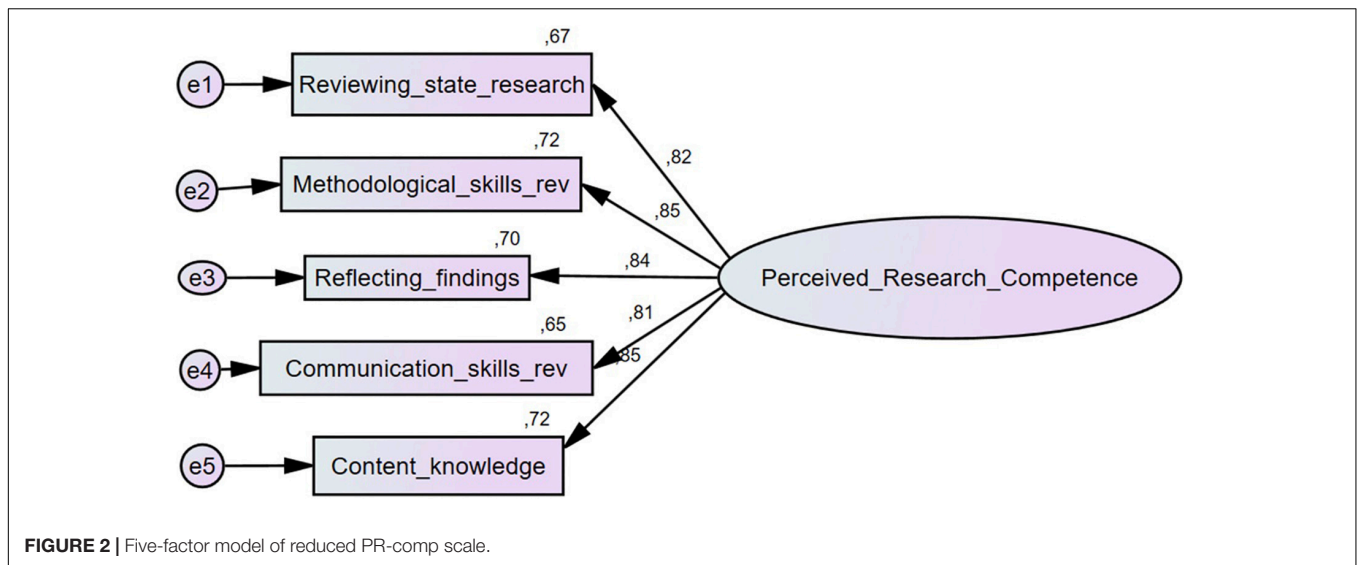 ,67
e1
Reviewing_state_research
,82
,72
e2
Methodological_skills_rev
,85
,70
e3
Reflecting_findings
,84
Perceived_Research_Competence
,65
,81
e4
Communication_skills_rev
,85
,72
e5
Content_knowledge
FIGURE 2 | Five-factor model of reduced PR-comp scale.